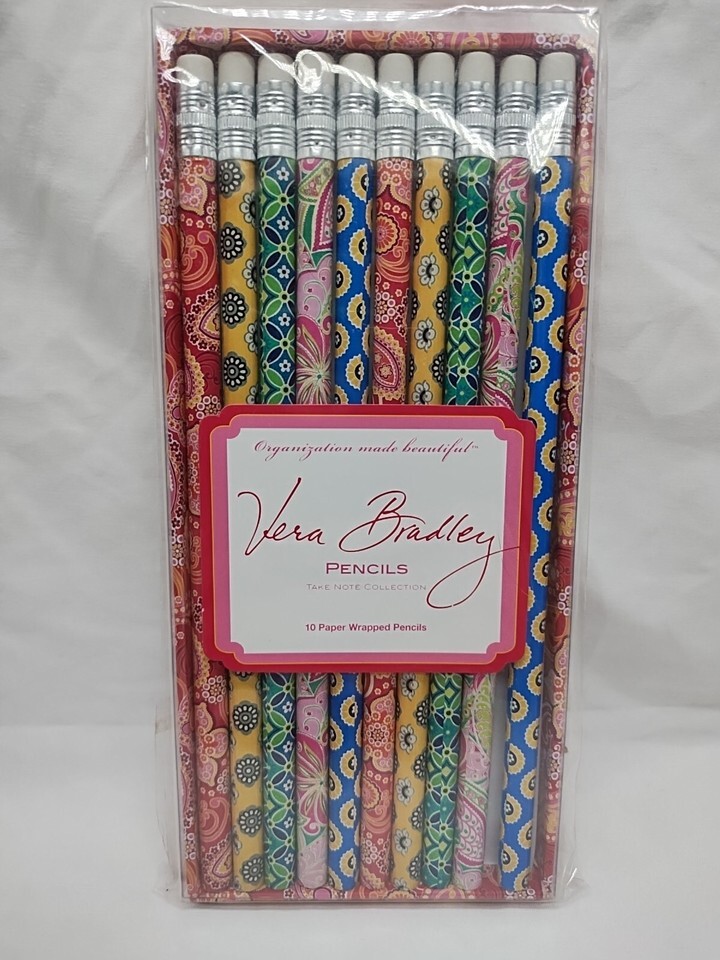 Organization made beautiful™
Vera Bradley
PENCILS
TAKE NOTE COLLECTION
10 Paper Wrapped Pencils